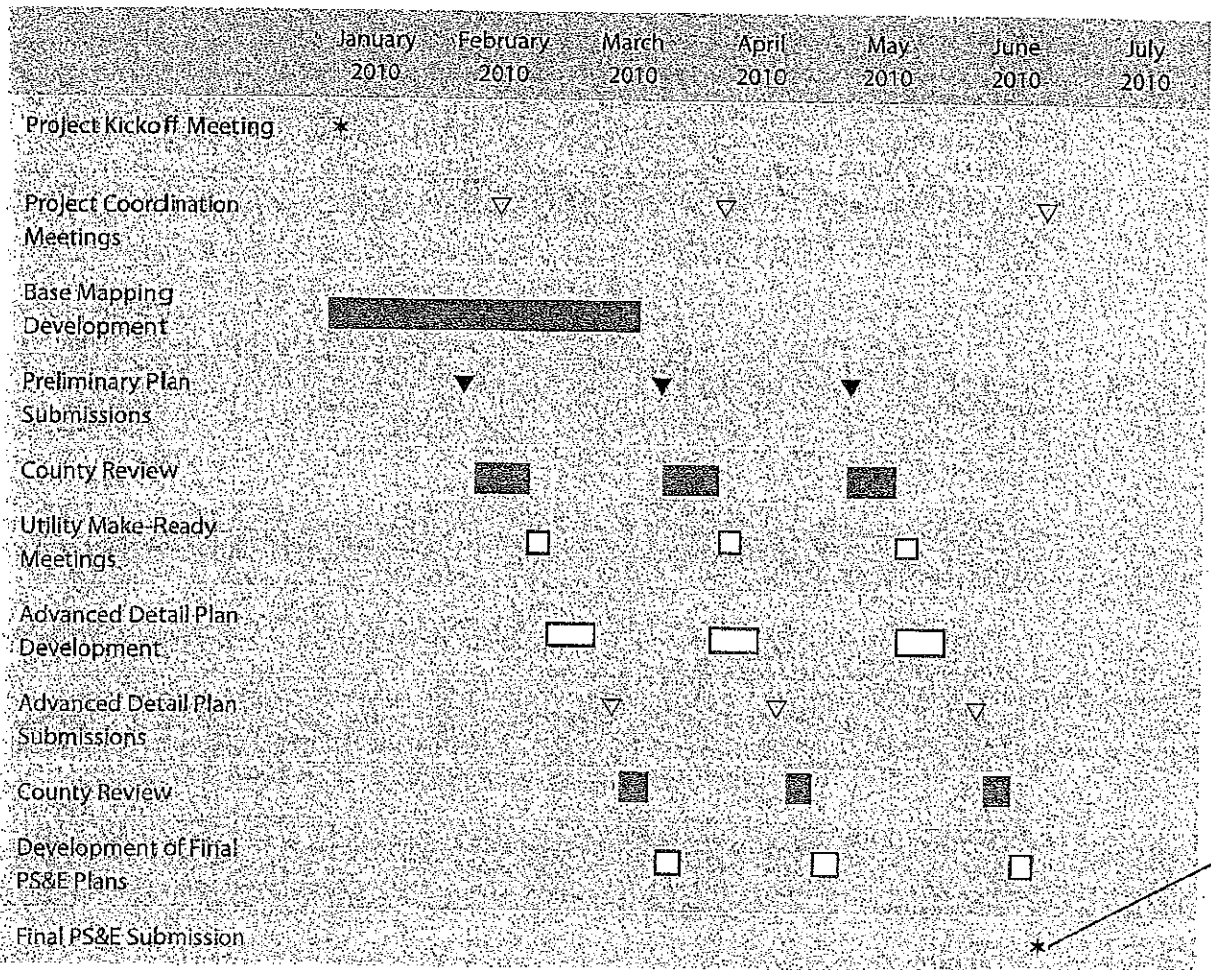 January February March April May June July
2010 2010 2010 2010 2010 2010 2010
Project Kickoff Meeting
Project Coordination
Meetings
Base Mapping
Development
Preliminary Plan
Submissions
County Review
Utility Make-Ready
Meetings
Advanced Detail Plan
Development
Advanced Detail Plan
Submissions
County Review
Development of Final
PS&E Plans
Final PS&E Submission